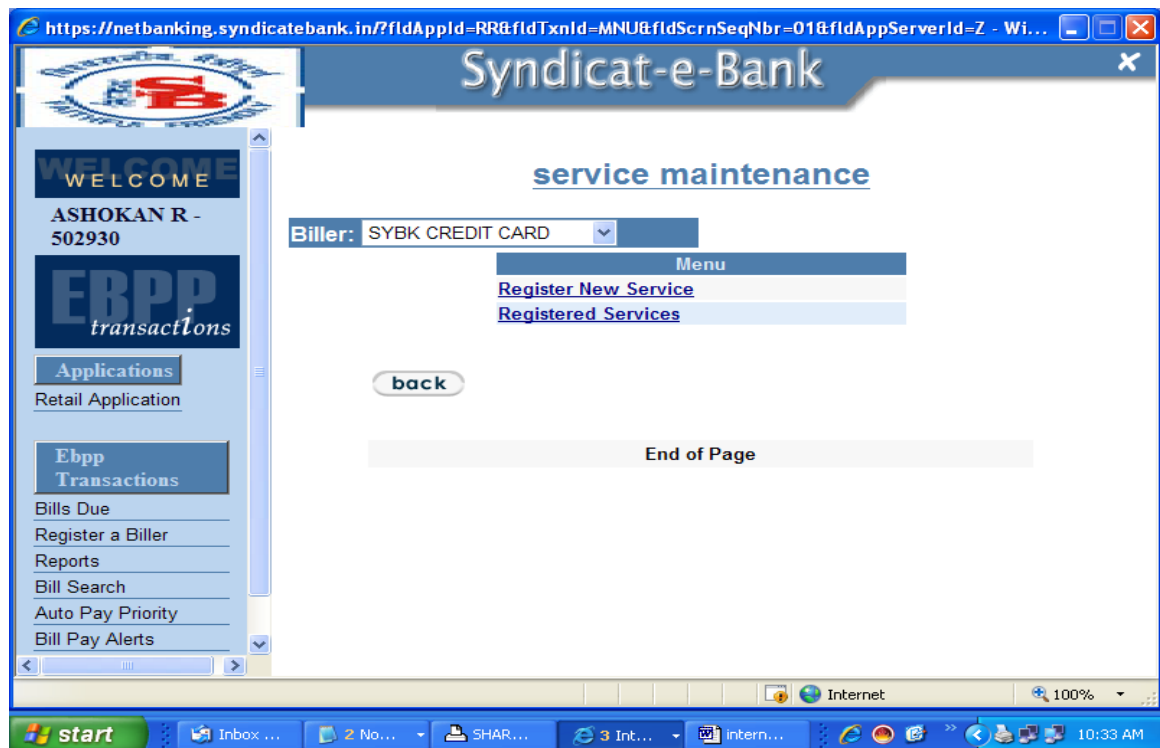 https://netbanking.syndicatebank.in/?fldAppId=RR&fldTxnId=MNU&fldScrnSeqNbr=01&fldAppServerId=Z - Wi...
Syndicat-e-Bank
SB
WELCOME
WELCOME
ASHOKAN R -
502930
EBPP
transactions
Applications
Retail Application
Ebpp
Transactions
Bills Due
Register a Biller
Reports
Bill Search
Auto Pay Priority
Bill Pay Alerts
service maintenance
Biller: SYBK CREDIT CARD
Menu
Register New Service
Registered Services
back
End of Page
Internet
100%
start
Inbox ...
2 No...
SHAR...
3 Int...
intern...
10:33 AM